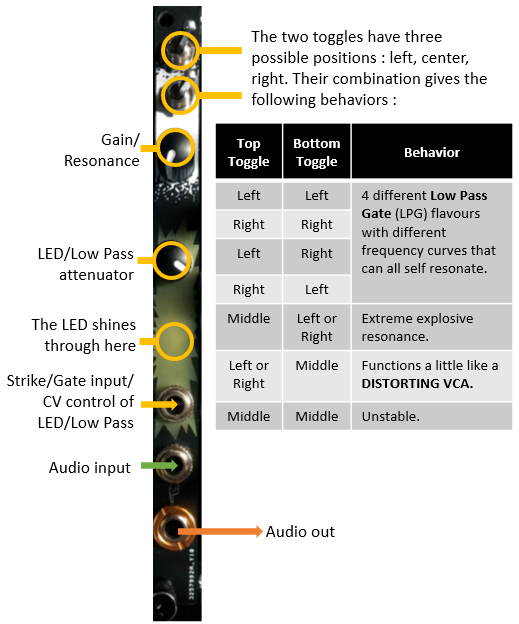 The two toggles have three
possible positions : left, center,
right. Their combination gives the
following behaviors :
Gain/
Resonance
LED/Low Pass
attenuator
The LED shines
through here
Strike/Gate input/
CV control of
LED/Low Pass
Audio input
Audio out
Top Toggle | Bottom Toggle | Behavior
Left | Left | 4 different Low Pass
Gate (LPG) flavours
Right | Right | with different
Left | Right | frequency curves that
can all self resonate.
Right | Left
Middle | Left or Right | Extreme explosive
resonance.
Left or Right | Middle | Functions a little like a
DISTORTING VCA.
Middle | Middle | Unstable.